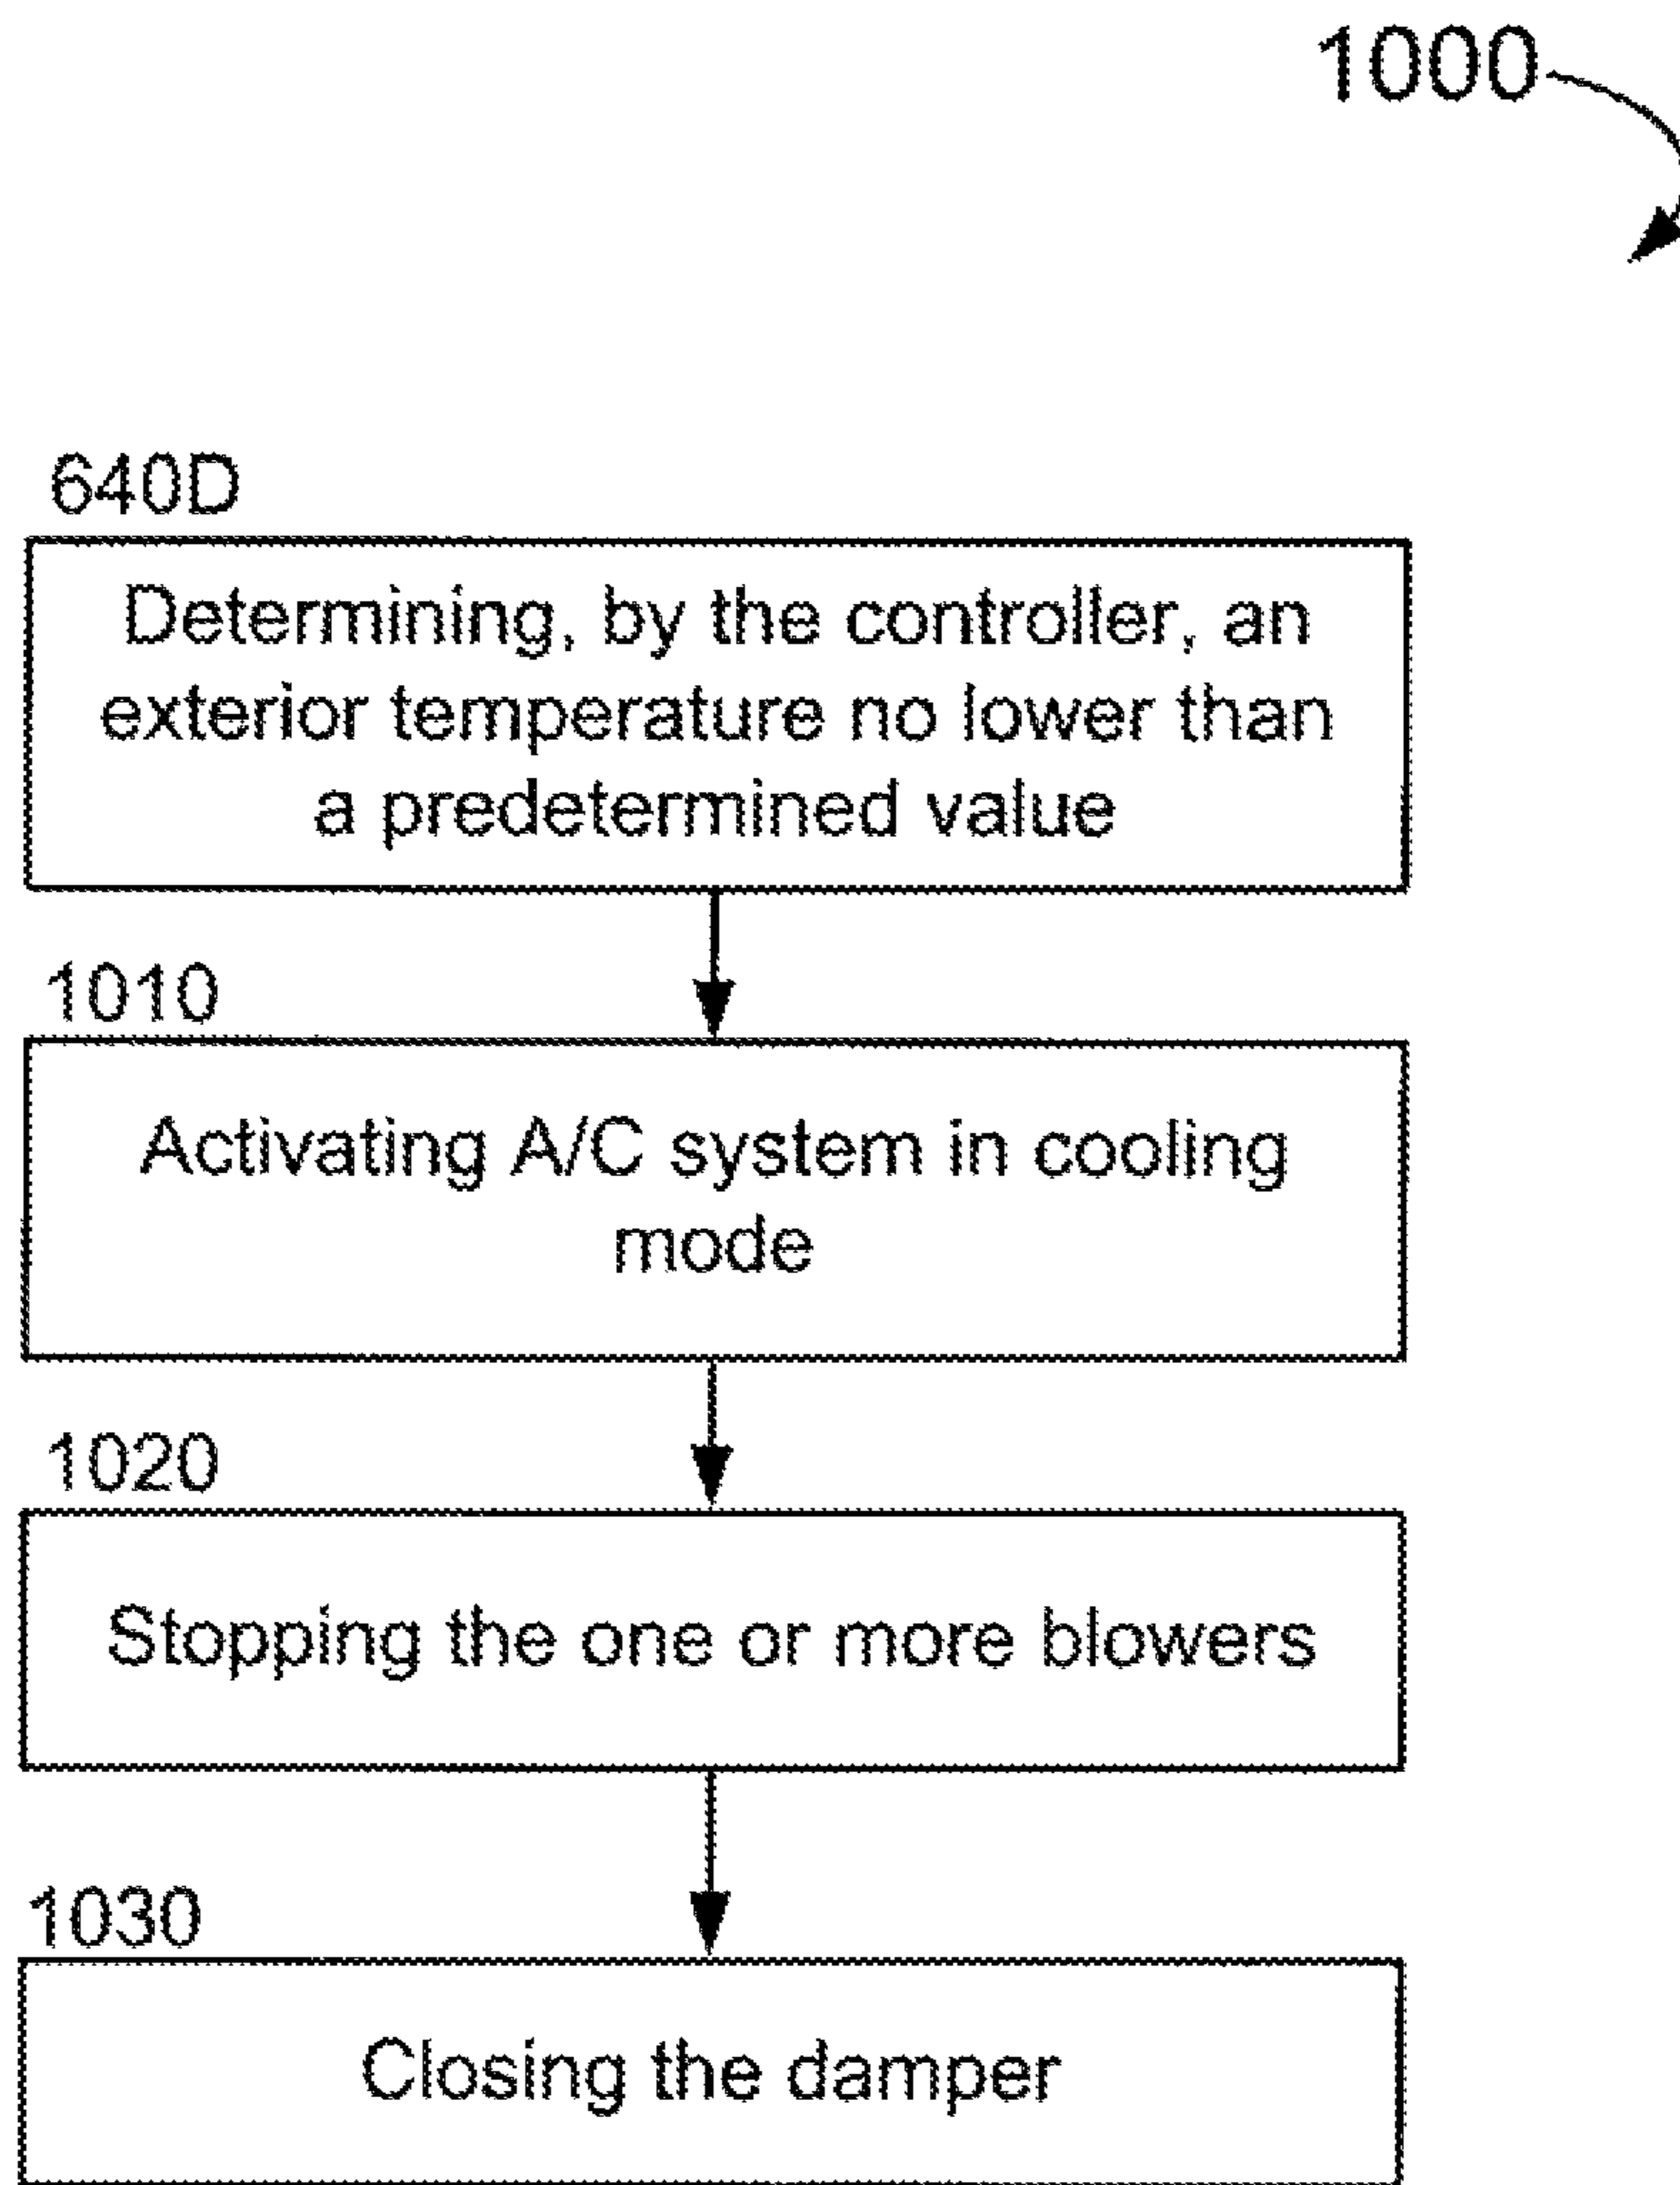 1000
640D
Determining, by the controller, an
exterior temperature no lower than
a predetermined value
1010
Activating A/C system in cooling
mode
1020
Stopping the one or more blowers
1030
Closing the damper